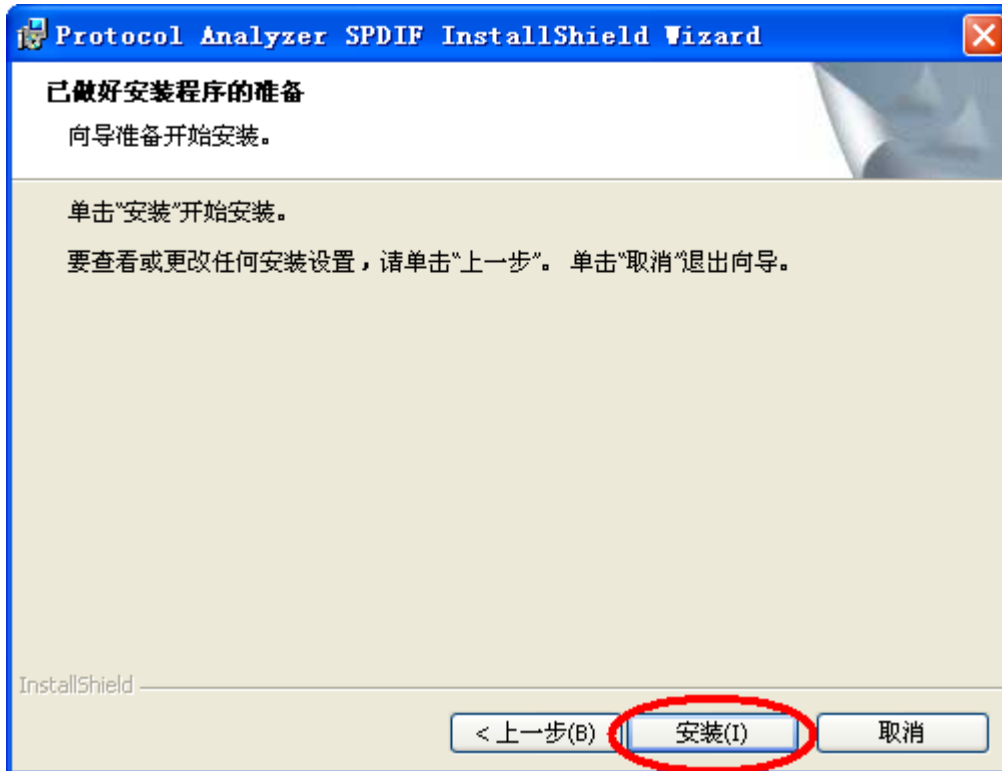 Protocol Analyzer SPDIF InstallShield Wizard
已做好安装程序的准备
向导准备开始安装。
单击“安装”开始安装。
要查看或更改任何安装设置，请单击“上一步”。 单击“取消”退出向导。
InstallShield
< 上一步(B)
安装(I)
取消